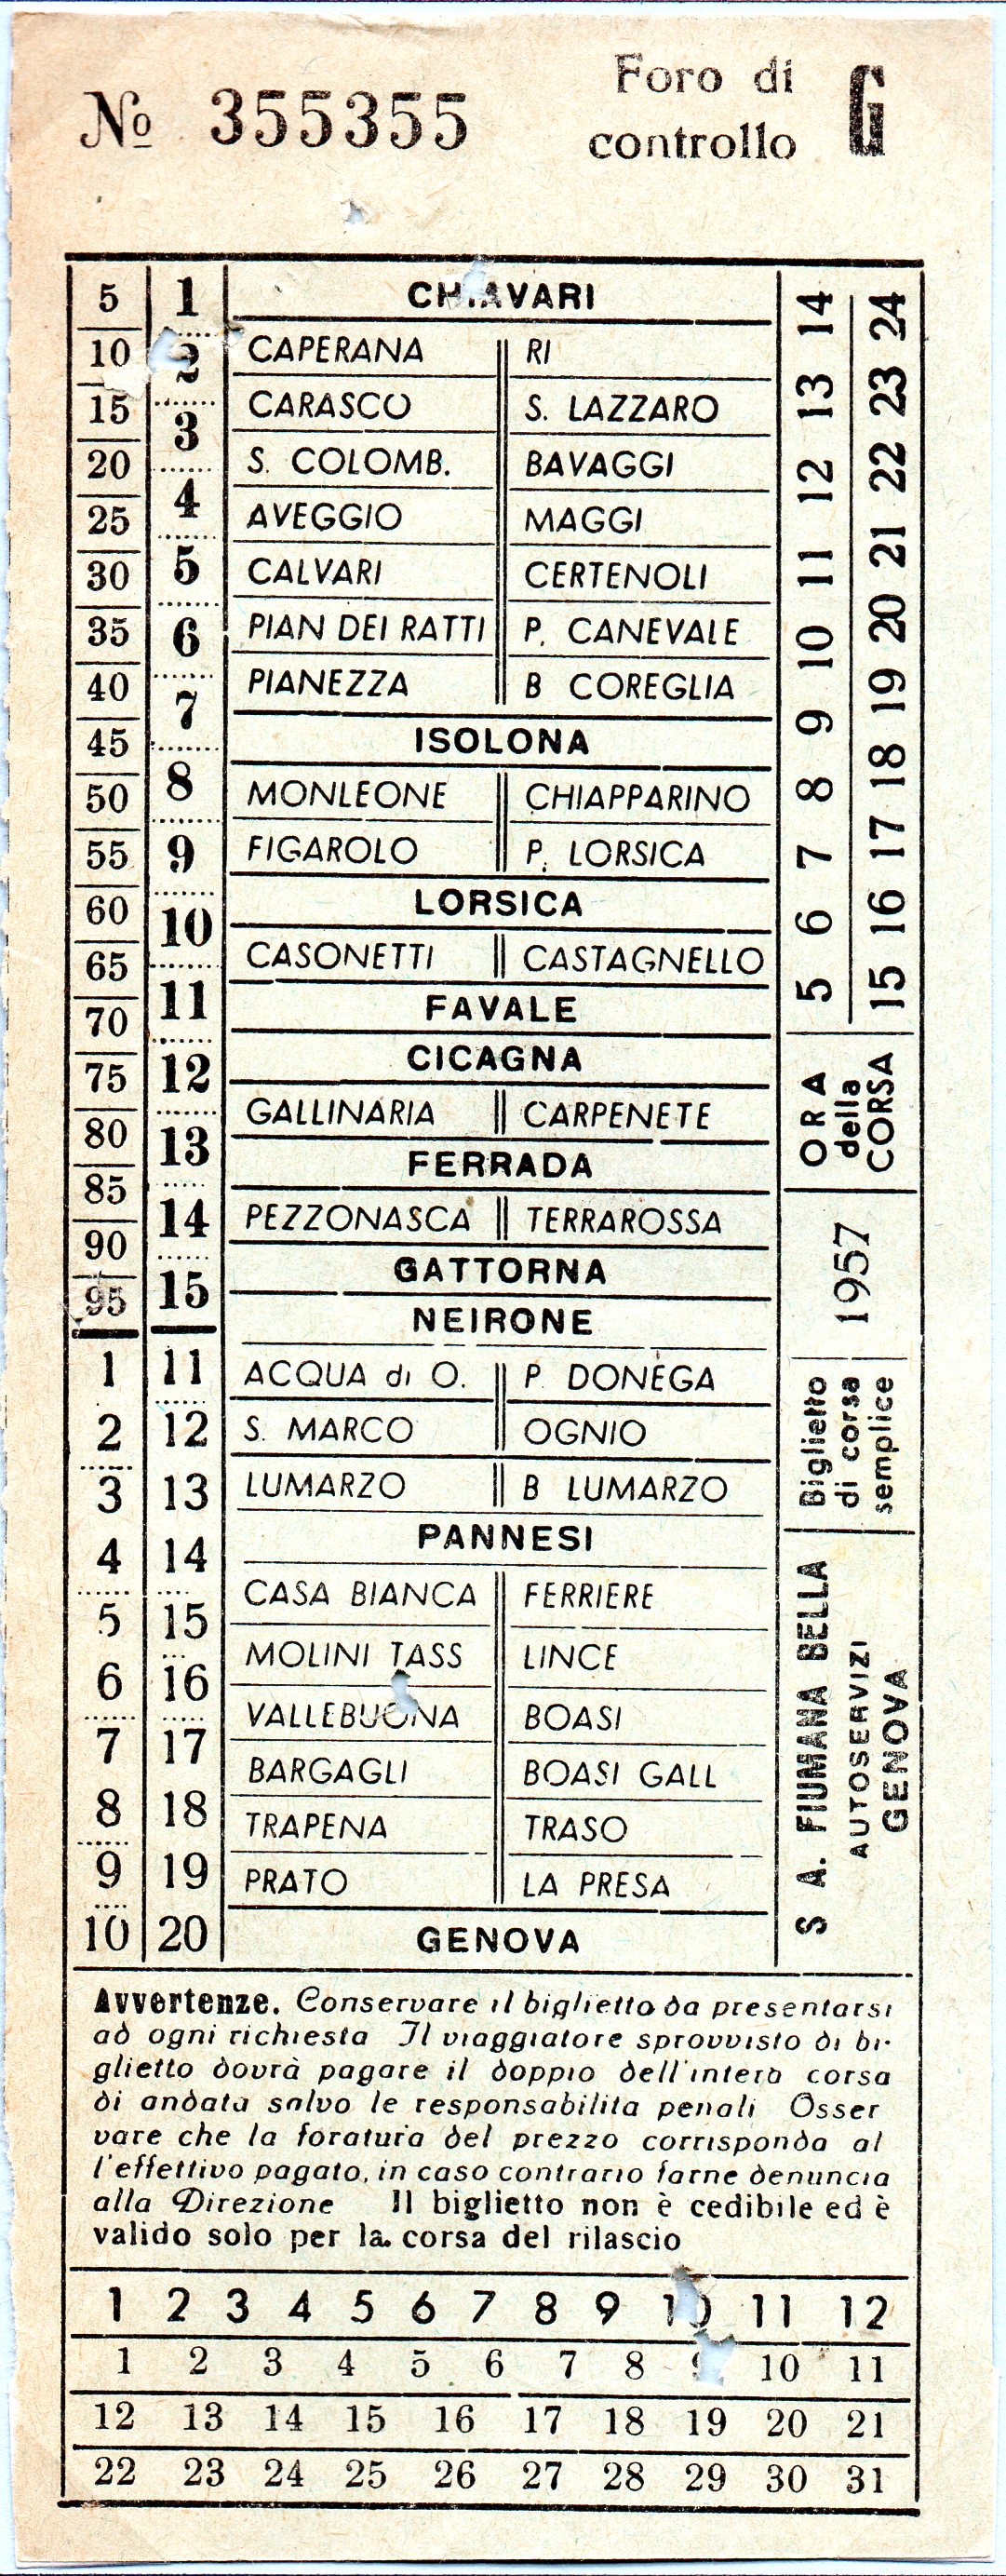 No 355355
Foro di
controllo
G
5 1 CHIAVARI
10 2 CAPERANA RI
15 3 CARASCO S. LAZZARO
20 S. COLOMB. BAVAGGI
25 4 AVEGGIO MAGGI
30 5 CALVARI CERTENOLI
35 6 PIAN DEI RATTI P. CANEVALE
40 7 PIANEZZA B COREGLIA
45 ISOLONA
50 8 MONLEONE CHIAPPARINO
55 9 FIGAROLO P. LORSICA
60 10 LORSICA
65 CASONETTI CASTAGNELLO
70 11 FAVALE
75 12 CICAGNA
80 GALLINARIA CARPENETE
85 13 FERRADA
90 14 PEZZONASCA TERRAROSSA
95 15 GATTORNA
NEIRONE
1 11 ACQUA di O. P. DONEGA
2 12 S. MARCO OGNIO
3 13 LUMARZO B LUMARZO
4 14 PANNESI
5 15 CASA BIANCA FERRIERE
6 16 MOLINI TASS LINCE
VALLEBUONA BOASI
7 17 BARGAGLI BOASI GALL
8 18 TRAPENA TRASO
9 19 PRATO LA PRESA
10 20 GENOVA
5 6 7 8 9 10 11 12 13 14
15 16 17 18 19 20 21 22 23 24
ORA
della
CORSA
1957
Biglietto
di corsa
semplice
S A. FIUMANA BELLA
AUTOSERVIZI
GENOVA
Avvertenze. Conservare il biglietto da presentarsi
ad ogni richiesta Il viaggiatore sprovvisto di bi-
glietto dovrà pagare il doppio dell'intera corsa
di andata salvo le responsabilita penali Osser
vare che la foratura del prezzo corrisponda al
l'effettivo pagato, in caso contrario farne denuncia
alla Direzione Il biglietto non è cedibile ed è
valido solo per la. corsa del rilascio
1 2 3 4 5 6 7 8 9 10 11 12
1 2 3 4 5 6 7 8 9 10 11
12 13 14 15 16 17 18 19 20 21
22 23 24 25 26 27 28 29 30 31